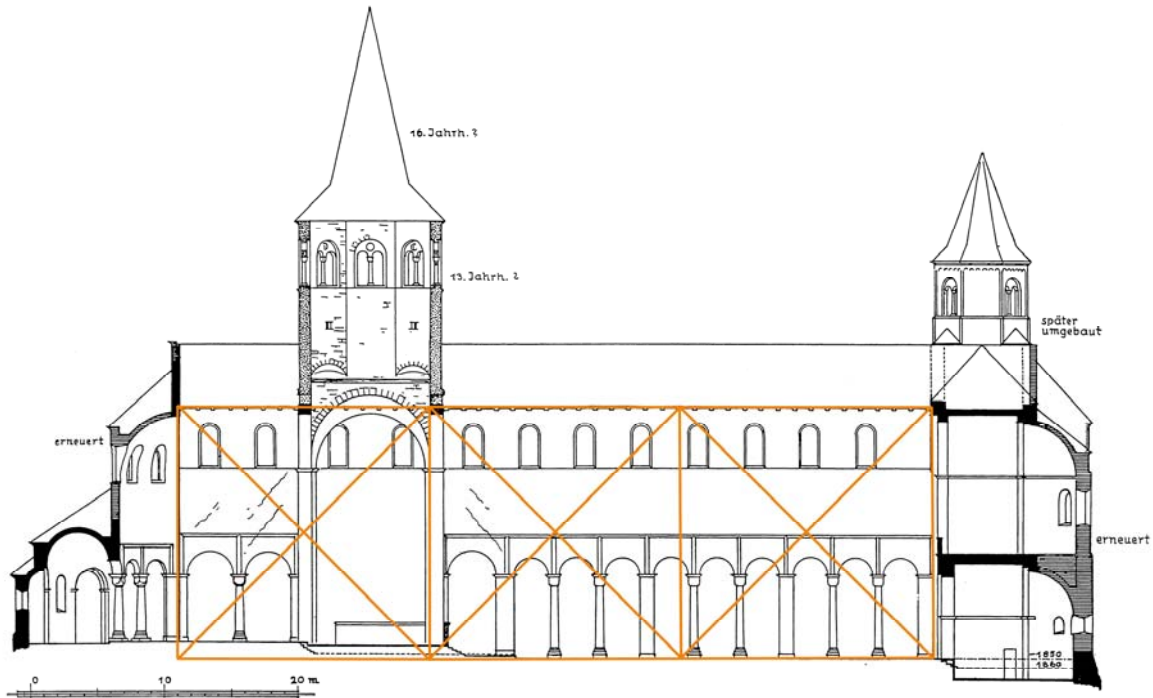 16. Jahrh. ?
13. Jahrh. ?
später
umgebaut
erneuert
erneuert
1850
1860
0 10 20 m